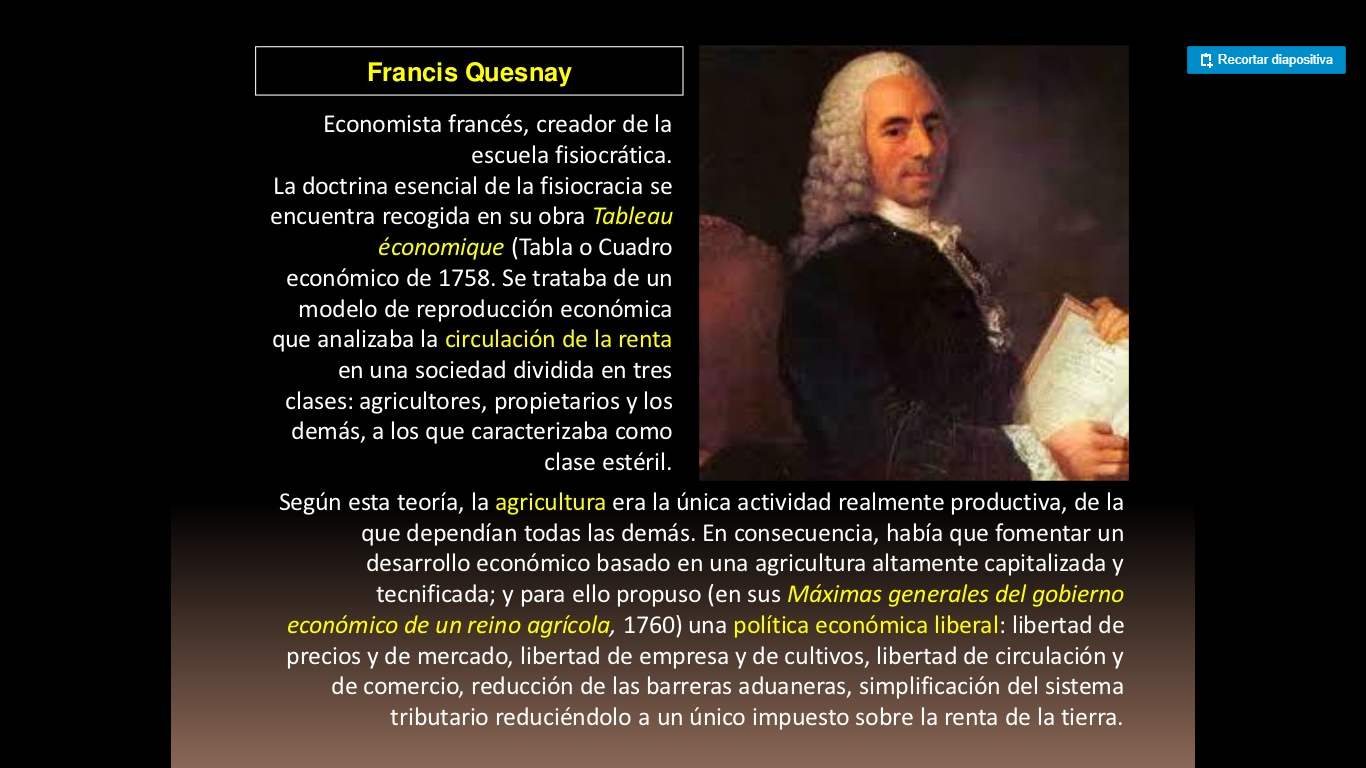 Francis Quesnay
Recortar diapositiva
Economista francés, creador de la
escuela fisiocrática.
La doctrina esencial de la fisiocracia se
encuentra recogida en su obra Tableau
économique (Tabla o Cuadro
económico de 1758. Se trataba de un
modelo de reproducción económica
que analizaba la circulación de la renta
en una sociedad dividida en tres
clases: agricultores, propietarios y los
demás, a los que caracterizaba como
clase estéril.
Según esta teoría, la agricultura era la única actividad realmente productiva, de la
que dependían todas las demás. En consecuencia, había que fomentar un
desarrollo económico basado en una agricultura altamente capitalizada y
tecnificada; y para ello propuso (en sus Máximas generales del gobierno
económico de un reino agrícola, 1760) una política económica liberal: libertad de
precios y de mercado, libertad de empresa y de cultivos, libertad de circulación y
de comercio, reducción de las barreras aduaneras, simplificación del sistema
tributario reduciéndolo a un único impuesto sobre la renta de la tierra.